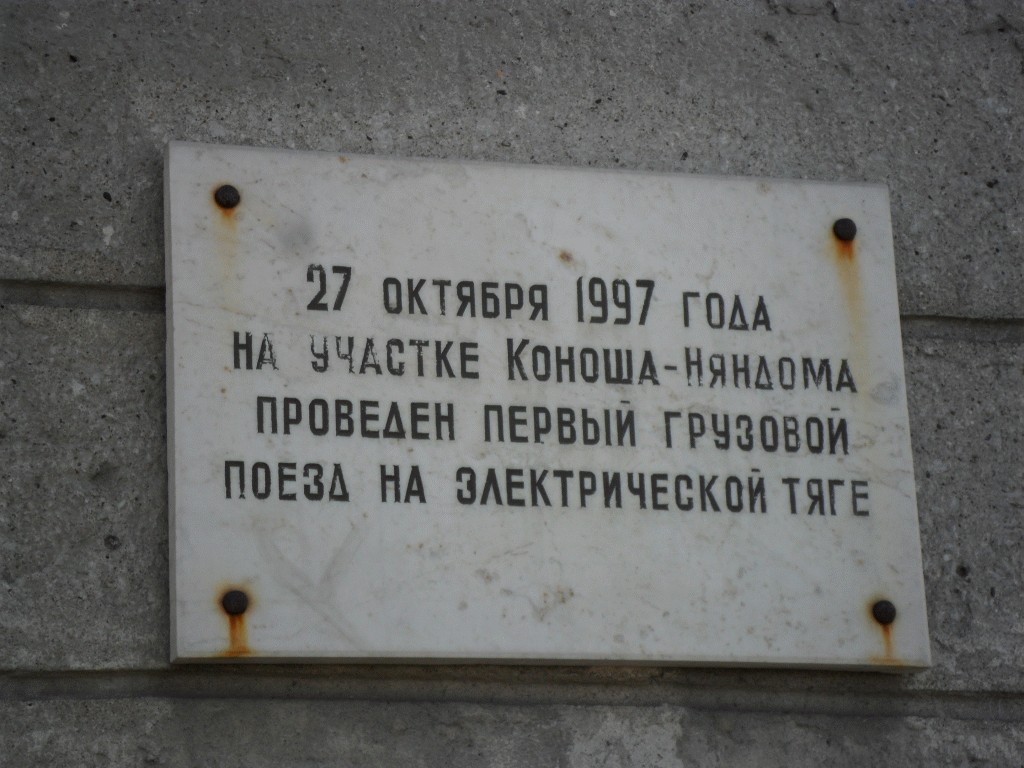 27 ОКТЯБРЯ 1997 ГОДА
НА УЧАСТКЕ КОНОША-НЯНДОМА
ПРОВЕДЕН ПЕРВЫЙ ГРУЗОВОЙ
ПОЕЗД НА ЭЛЕКТРИЧЕСКОЙ ТЯГЕ